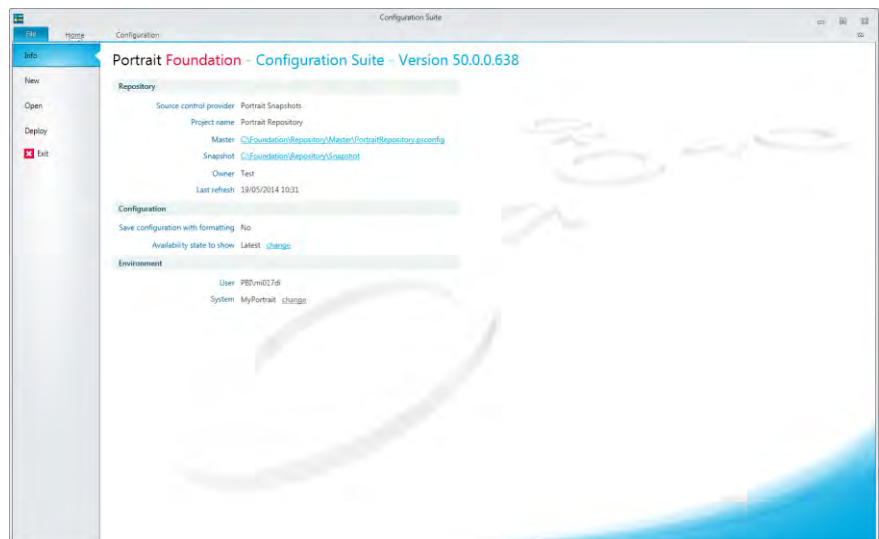 Configuration Suite
File Home Configuration
Info
Portrait Foundation - Configuration Suite - Version 50.0.0.638
New
Open
Deploy
Exit
Repository
Source control provider Portrait Snapshots
Project name Portrait Repository
Master C:\Foundation\Repository\Master\PortraitRepository.psconfig
Snapshot C:\Foundation\Repository\Snapshot
Owner Test
Last refresh 19/05/2014 10:31
Configuration
Save configuration with formatting No
Availability state to show Latest change
Environment
User PBI\mi017di
System MyPortrait change